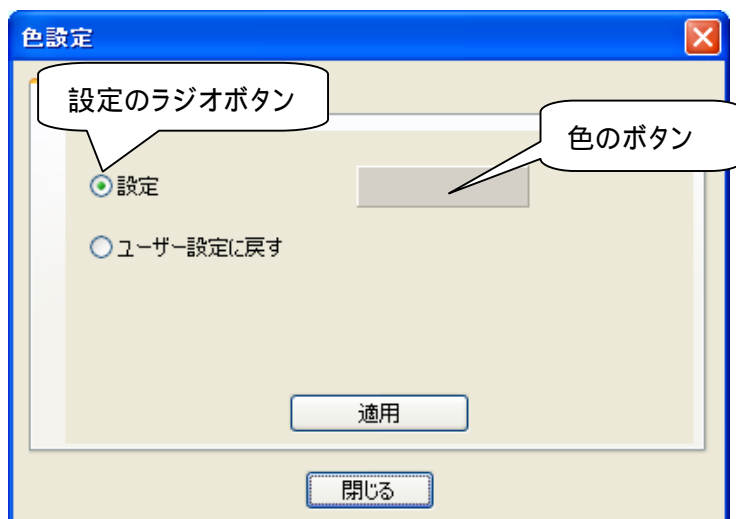 色設定
設定のラジオボタン
色のボタン
設定
ユーザー設定に戻す
適用
閉じる